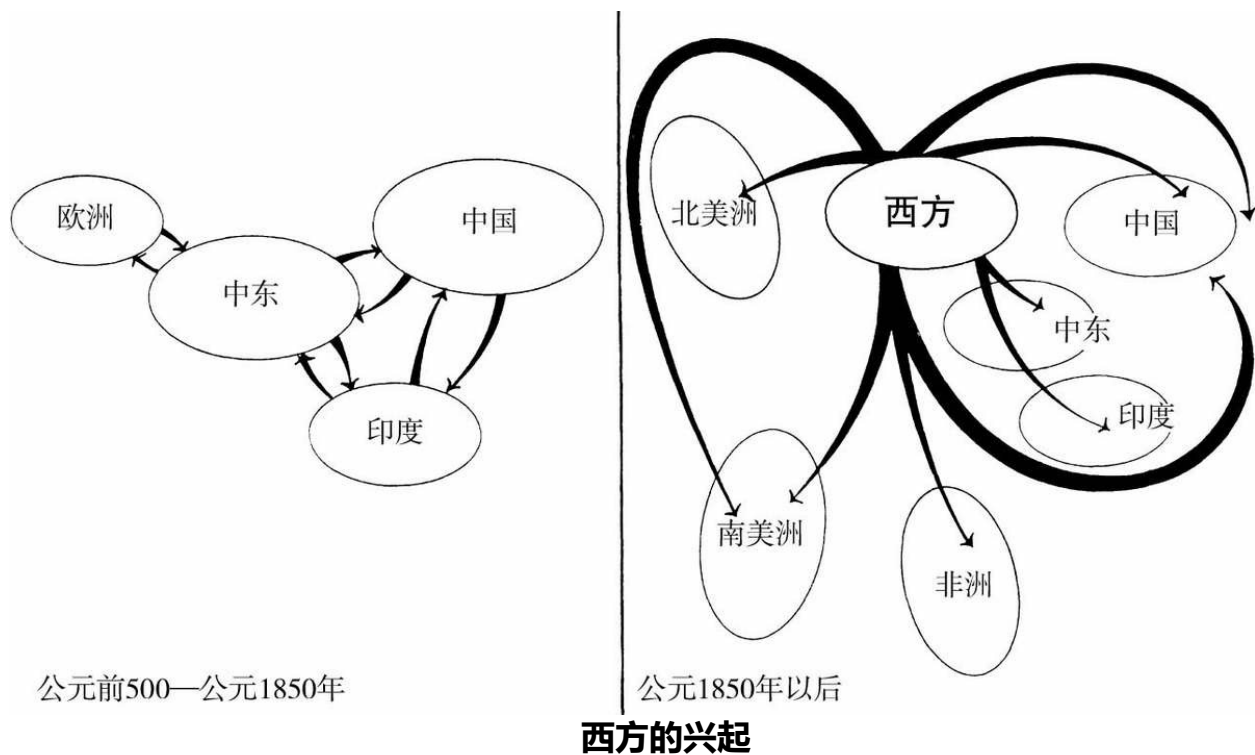 欧洲
中国
中东
印度
公元前500—公元1850年
西方
北美洲
中国
中东
印度
南美洲
非洲
公元1850年以后
西方的兴起